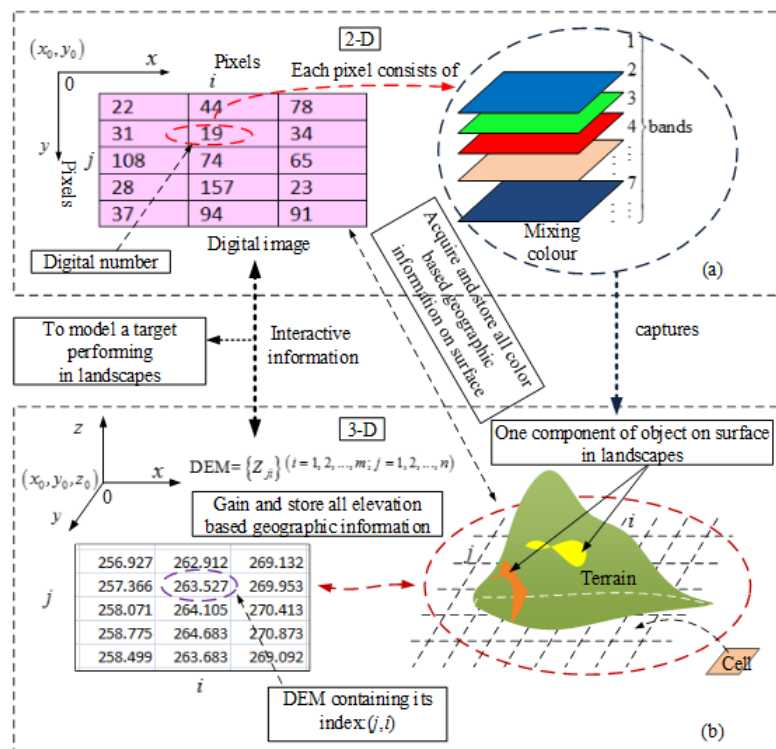 2-D
(x₀, y₀)
0
x
Pixels
i
y
Pixels
j
22 44 78
31 19 34
108 74 65
28 157 23
37 94 91
Digital image
Digital number
Each pixel consists of
1
2
3
4
⋮
7
⋮
bands
Mixing
colour
(a)
Acquire and store all color
based geographic
information on surface
To model a target
performing
in landscapes
Interactive
information
captures
3-D
z
(x₀, y₀, z₀)
0
x
y
DEM={Z_ji} (i = 1, 2, ..., m; j = 1, 2, ..., n)
Gain and store all elevation
based geographic information
One component of object on surface
in landscapes
j
256.927 262.912 269.132
257.366 263.527 269.953
258.071 264.105 270.413
258.775 264.683 270.873
258.499 263.683 269.092
i
DEM containing its
index:(j,i)
i
j
Terrain
Cell
(b)